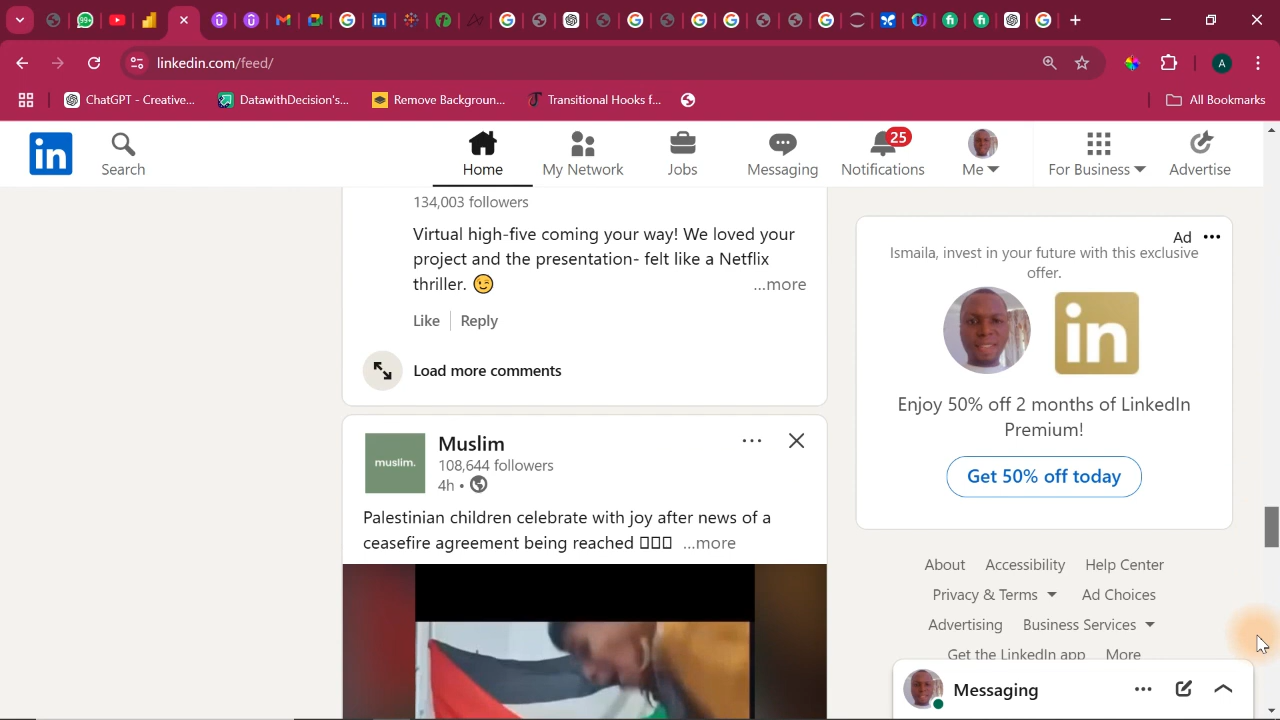 99+
linkedin.com/feed/
A
ChatGPT - Creative...
DatawithDecision's...
Remove Backgroun...
Transitional Hooks f...
All Bookmarks
in
Search
Home
My Network
Jobs
Messaging
25
Notifications
Me
For Business
Advertise
134,003 followers
Virtual high-five coming your way! We loved your
project and the presentation- felt like a Netflix
thriller. 😉 ...more
Like
Reply
Load more comments
muslim.
Muslim
108,644 followers
4h •
Palestinian children celebrate with joy after news of a
ceasefire agreement being reached ▯▯▯ ...more
Ad
Ismaila, invest in your future with this exclusive
offer.
in
Enjoy 50% off 2 months of LinkedIn
Premium!
Get 50% off today
About Accessibility Help Center
Privacy & Terms Ad Choices
Advertising Business Services
Get the LinkedIn app More
Messaging